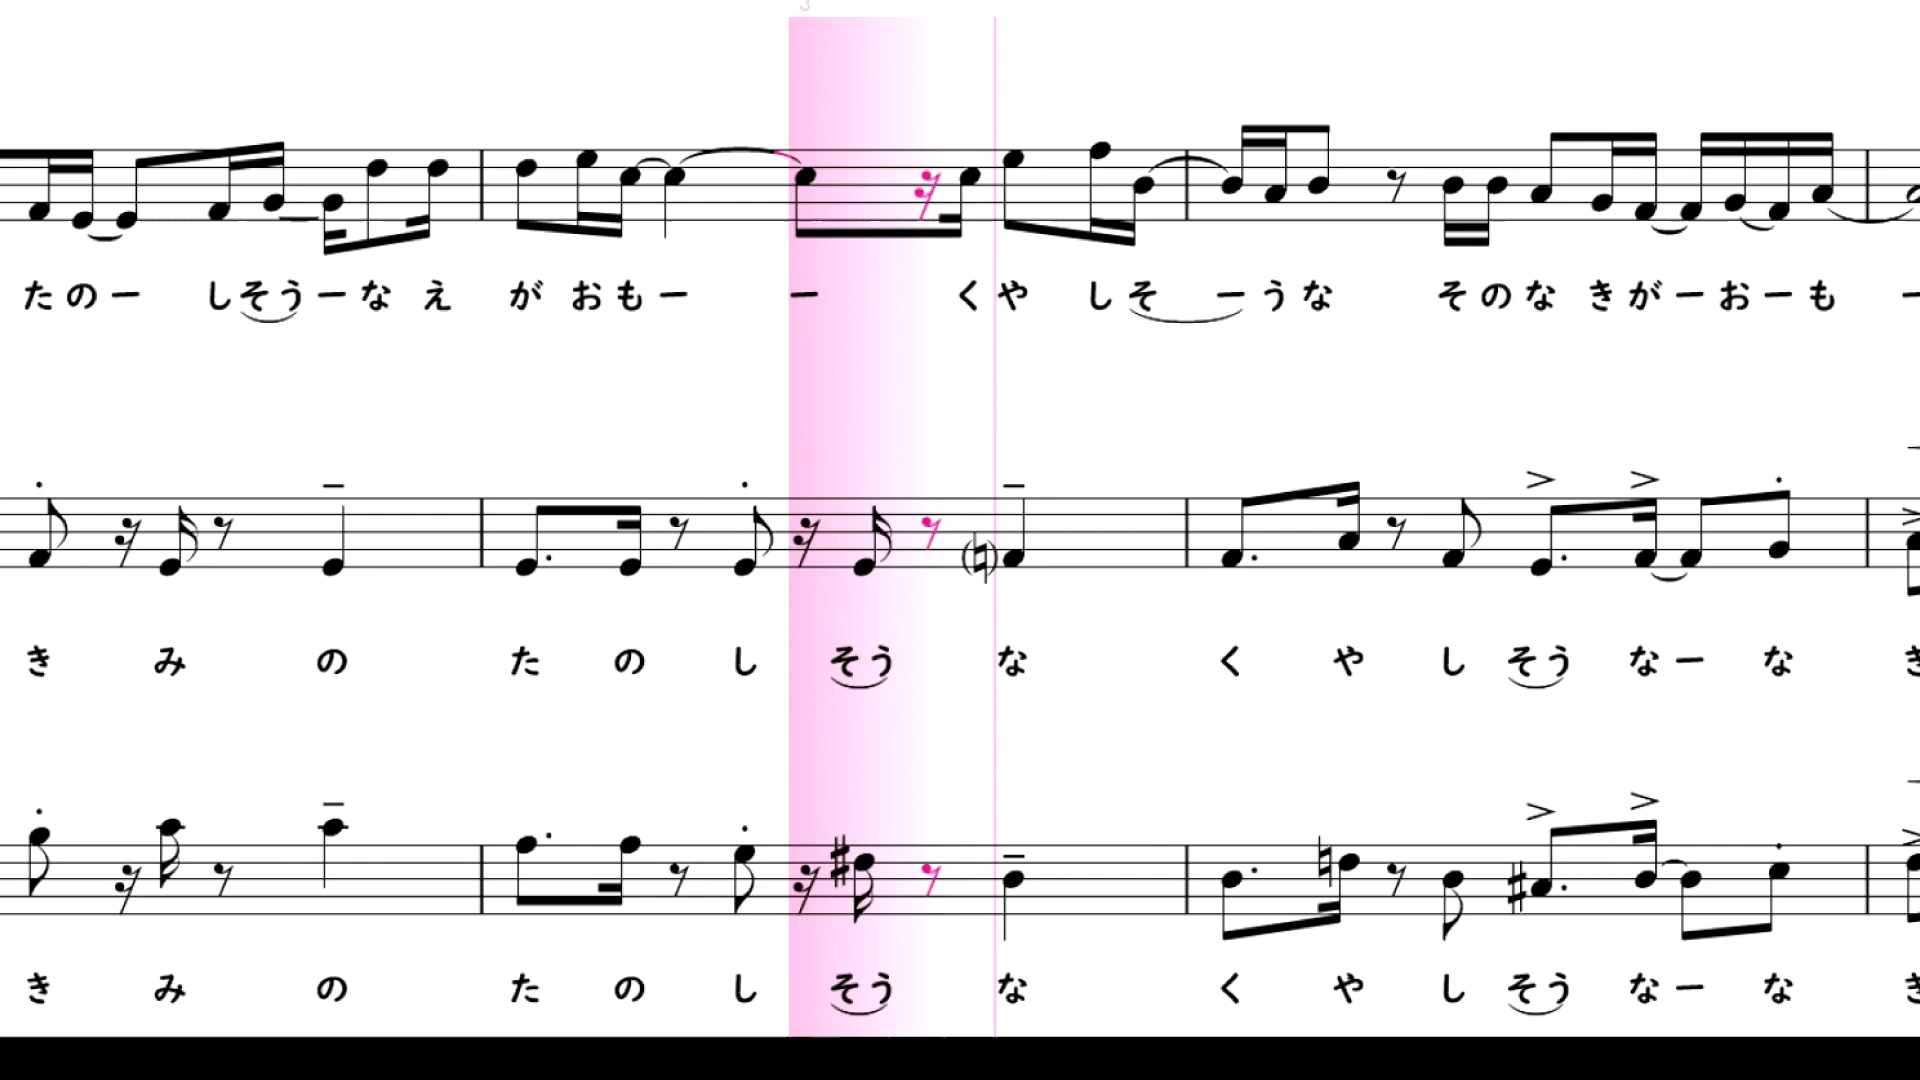 3
たのー しそうーなえ がおもー ー くや しそ ーうな そのな きがーおーも ー
き み の た の し そう な く や し そう なー な き
き み の た の し そう な く や し そう なー な き